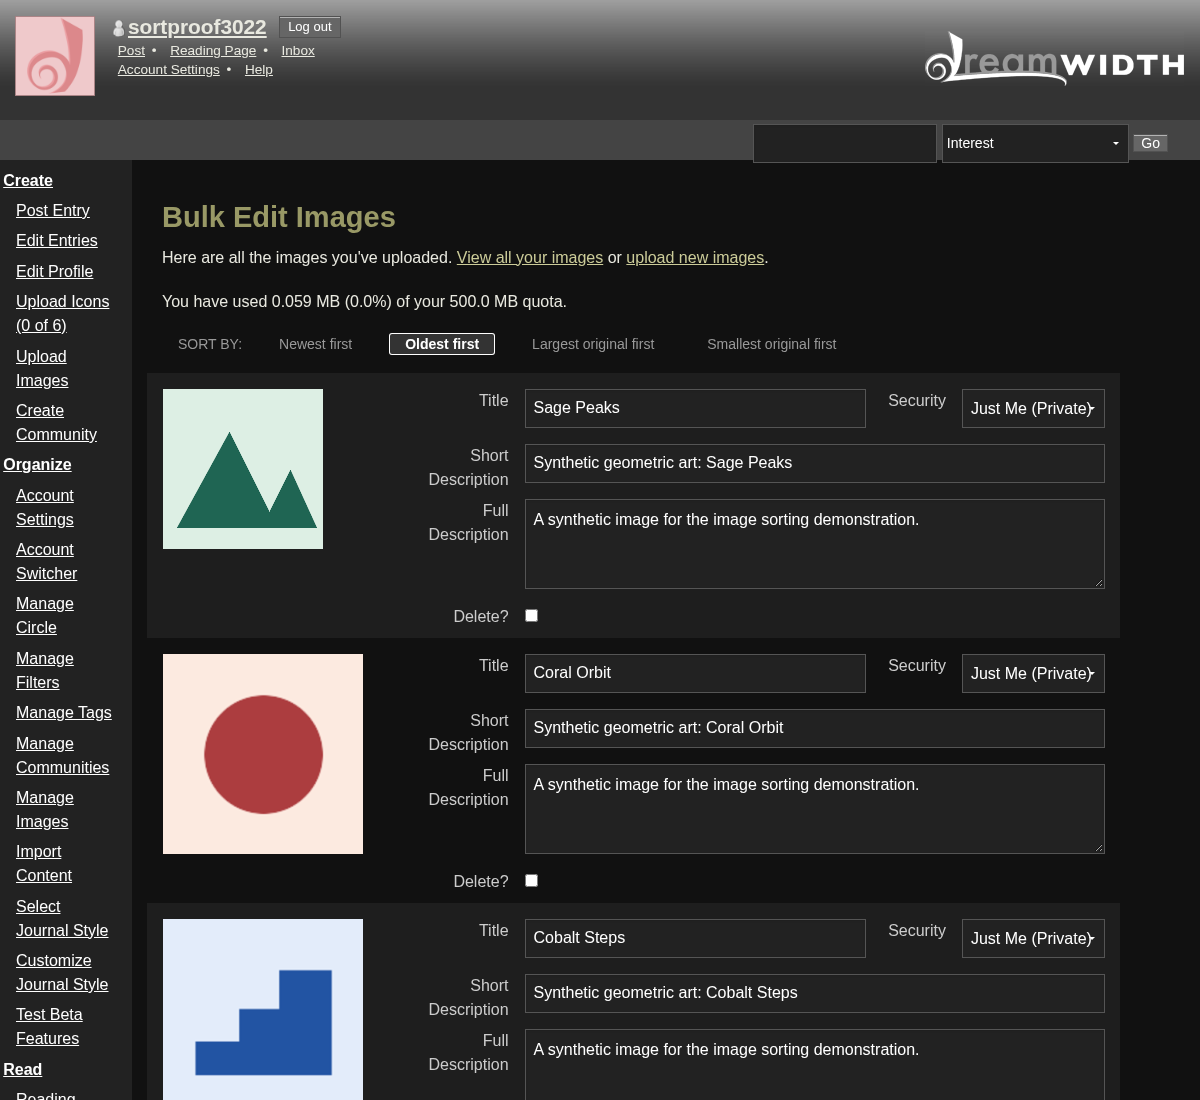 sortproof3022 Log out
Post • Reading Page • Inbox
Account Settings • Help
dreamwidth
Interest Go
Create
Post Entry
Edit Entries
Edit Profile
Upload Icons
(0 of 6)
Upload
Images
Create
Community
Organize
Account
Settings
Account
Switcher
Manage
Circle
Manage
Filters
Manage Tags
Manage
Communities
Manage
Images
Import
Content
Select
Journal Style
Customize
Journal Style
Test Beta
Features
Read
Reading
Bulk Edit Images
Here are all the images you've uploaded. View all your images or upload new images.
You have used 0.059 MB (0.0%) of your 500.0 MB quota.
SORT BY: Newest first Oldest first Largest original first Smallest original first
Title Sage Peaks Security Just Me (Private)
Short
Description
Synthetic geometric art: Sage Peaks
Full
Description
A synthetic image for the image sorting demonstration.
Delete?
Title Coral Orbit Security Just Me (Private)
Short
Description
Synthetic geometric art: Coral Orbit
Full
Description
A synthetic image for the image sorting demonstration.
Delete?
Title Cobalt Steps Security Just Me (Private)
Short
Description
Synthetic geometric art: Cobalt Steps
Full
Description
A synthetic image for the image sorting demonstration.